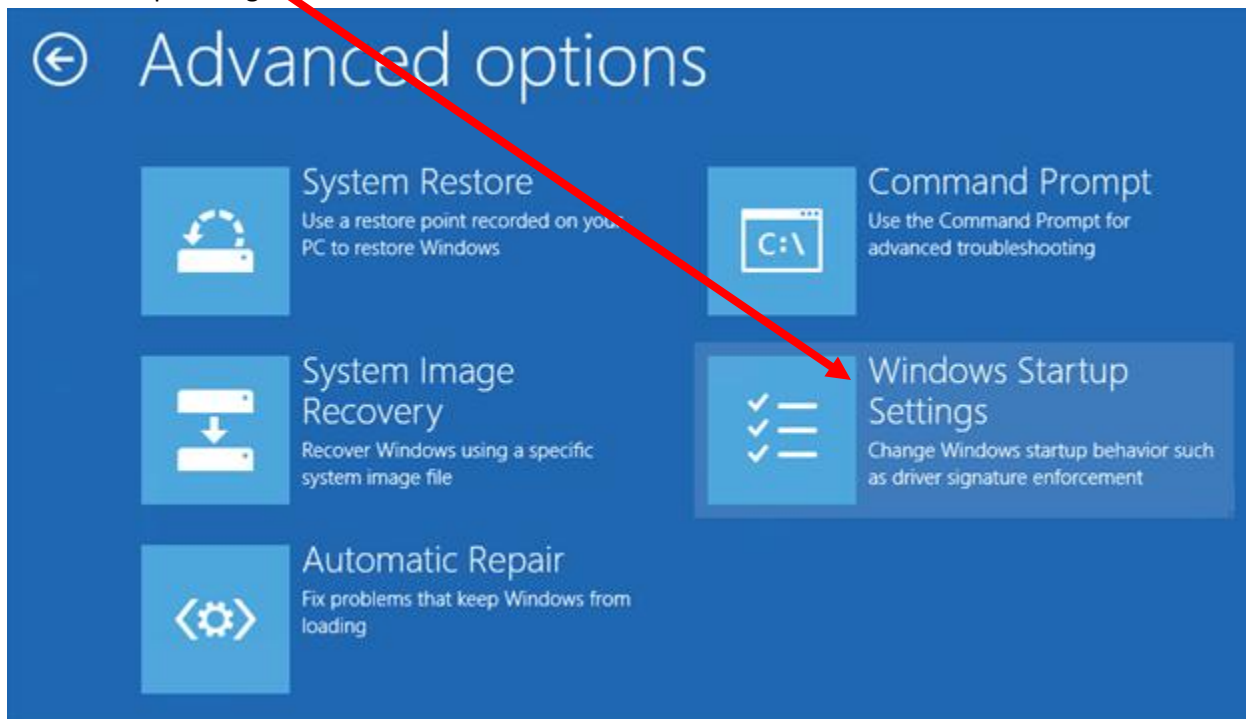 Advanced options
System Restore
Use a restore point recorded on your
PC to restore Windows
Command Prompt
Use the Command Prompt for
advanced troubleshooting
C:\
System Image
Recovery
Recover Windows using a specific
system image file
Windows Startup
Settings
Change Windows startup behavior such
as driver signature enforcement
Automatic Repair
Fix problems that keep Windows from
loading